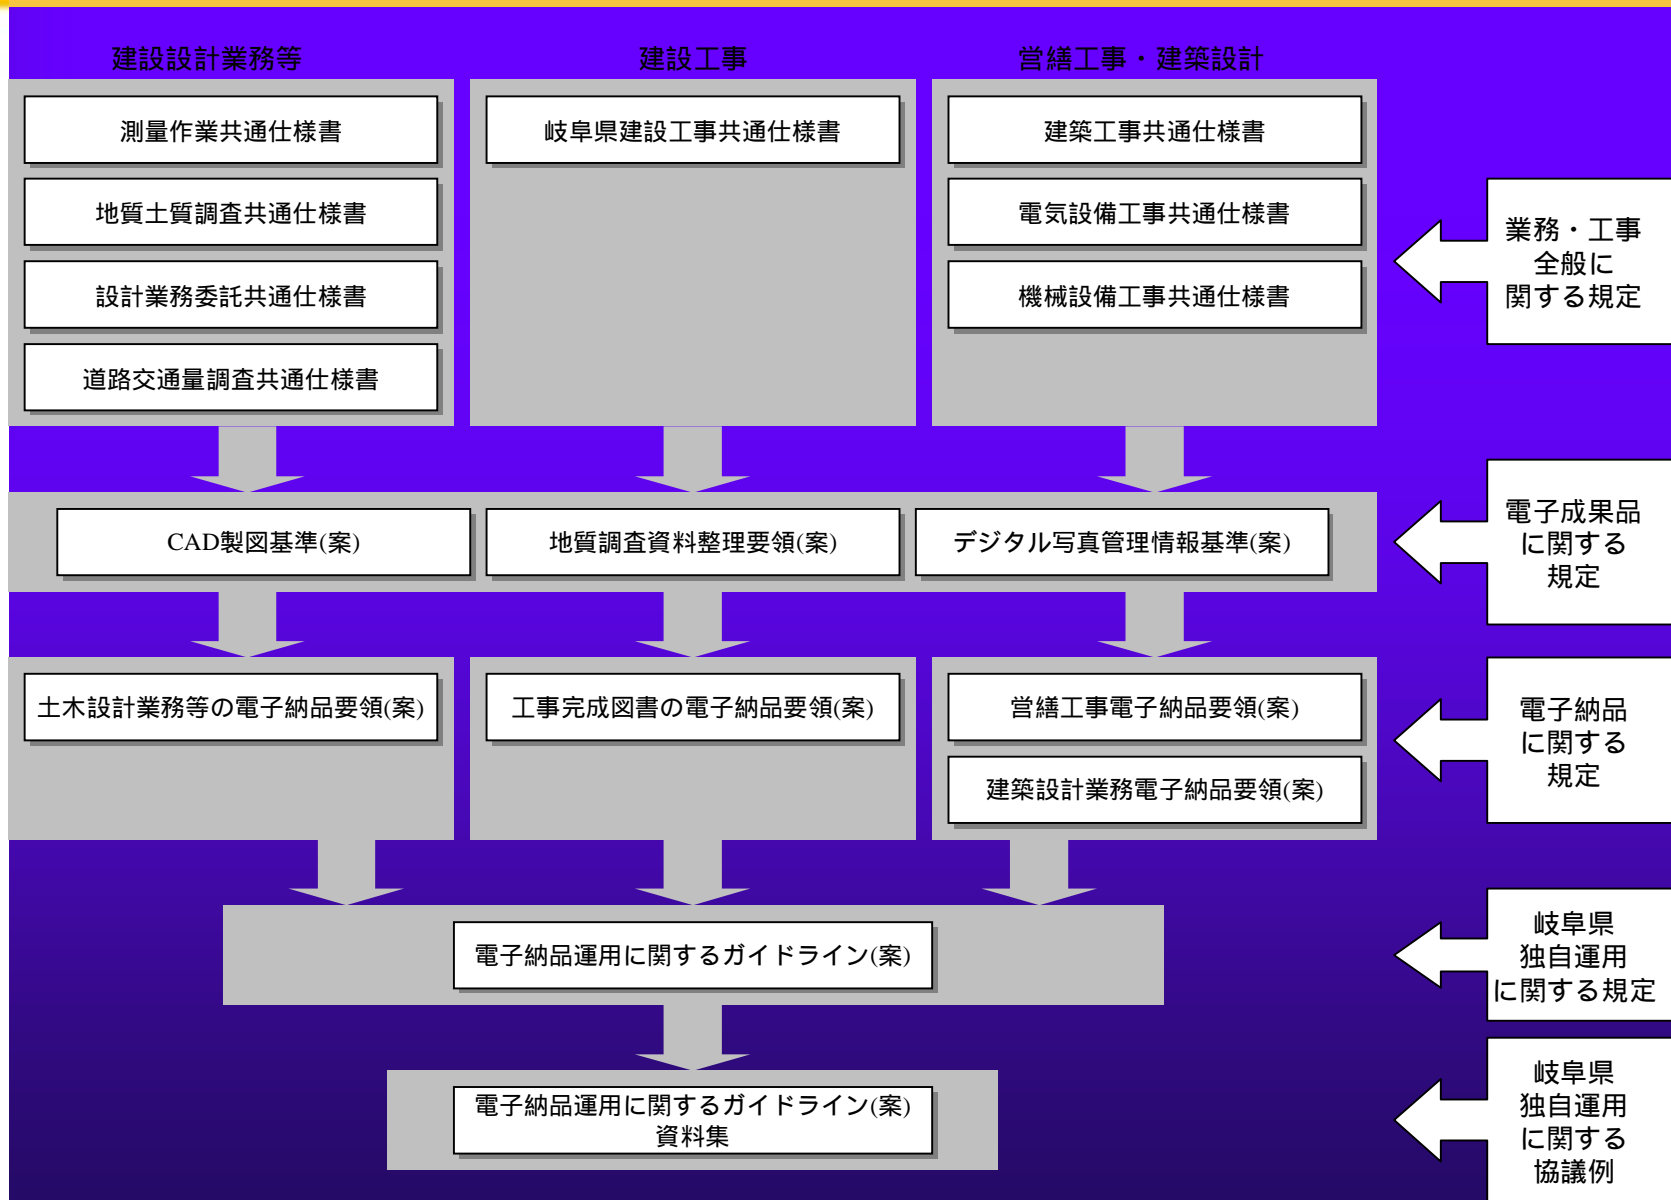 建設設計業務等
建設工事
営繕工事・建築設計
測量作業共通仕様書
岐阜県建設工事共通仕様書
建築工事共通仕様書
地質土質調査共通仕様書
電気設備工事共通仕様書
設計業務委託共通仕様書
機械設備工事共通仕様書
道路交通量調査共通仕様書
業務・工事
全般に
関する規定
CAD製図基準(案)
地質調査資料整理要領(案)
デジタル写真管理情報基準(案)
電子成果品
に関する
規定
土木設計業務等の電子納品要領(案)
工事完成図書の電子納品要領(案)
営繕工事電子納品要領(案)
建築設計業務電子納品要領(案)
電子納品
に関する
規定
電子納品運用に関するガイドライン(案)
岐阜県
独自運用
に関する規定
電子納品運用に関するガイドライン(案)
資料集
岐阜県
独自運用
に関する
協議例